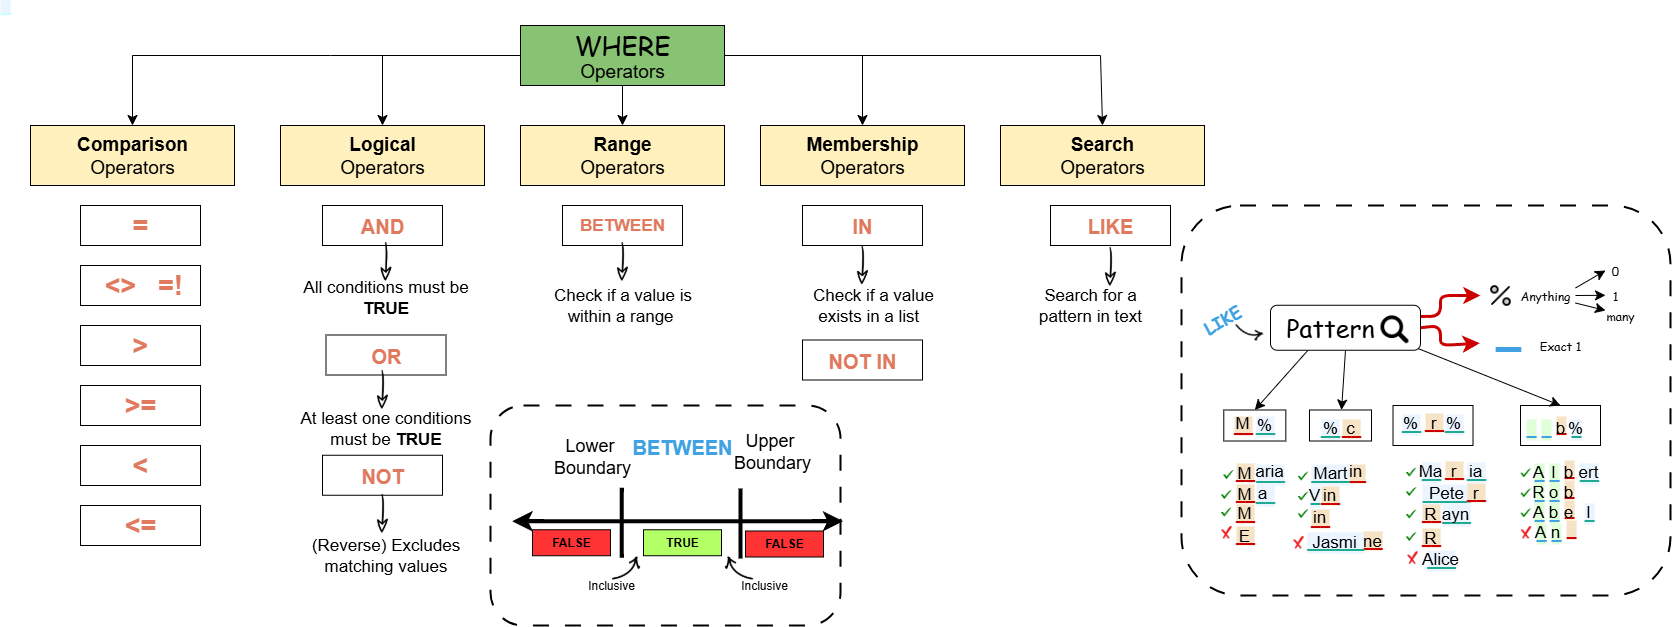 WHERE
Operators
Comparison
Operators
Logical
Operators
Range
Operators
Membership
Operators
Search
Operators
=
<> =!
>
>=
<
<=
AND
All conditions must be
TRUE
OR
At least one conditions
must be TRUE
NOT
(Reverse) Excludes
matching values
BETWEEN
Check if a value is
within a range
IN
Check if a value
exists in a list
NOT IN
LIKE
Search for a
pattern in text
Lower
Boundary
BETWEEN
Upper
Boundary
FALSE
TRUE
FALSE
Inclusive
Inclusive
LIKE
Pattern
% Anything
0
1
many
_ Exact 1
M %
✓ Maria
✓ Ma
✓ M
✗ E
% c
✓ Martin
✓ Vin
✓ in
✗ Jasmine
% r %
✓ Maria
✓ Peter
✓ Rayn
✓ R
✗ Alice
_ _ b%
✓ Albert
✓ Rob
✓ Abel
✗ An _